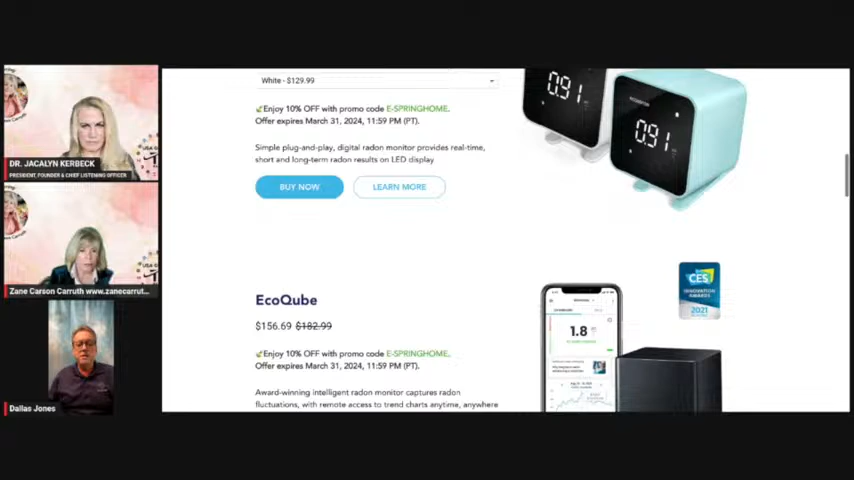 DR. JACALYN KERBECK
PRESIDENT, FOUNDER & CHIEF LISTENING OFFICER
Zane Carson Carruth www.zanecarrut...
Dallas Jones
White - $129.99
Enjoy 10% OFF with promo code E-SPRINGHOME.
Offer expires March 31, 2024, 11:59 PM (PT).
Simple plug-and-play, digital radon monitor provides real-time,
short and long-term radon results on LED display
BUY NOW
LEARN MORE
0.91
0.91
EcoQube
$156.69 $182.99
Enjoy 10% OFF with promo code E-SPRINGHOME.
Offer expires March 31, 2024, 11:59 PM (PT).
Award-winning intelligent radon monitor captures radon
fluctuations, with remote access to trend charts anytime, anywhere
CES
INNOVATION
AWARDS
2021
1.8